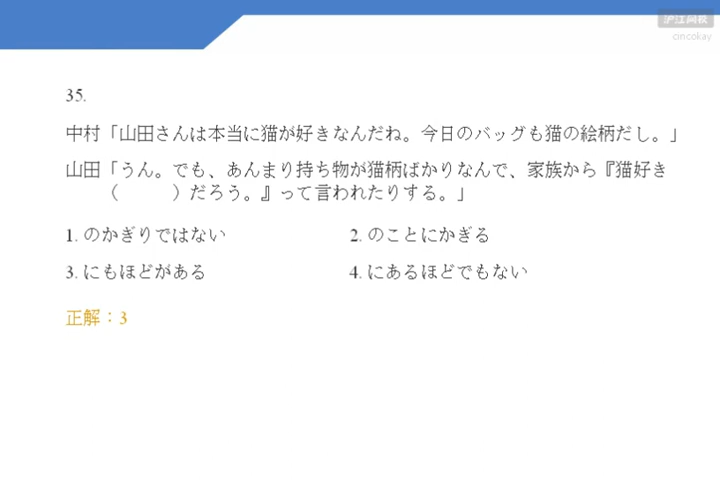 沪江网校
cincokay
35.
中村「山田さんは本当に猫が好きなんだね。今日のバッグも猫の絵柄だし。」
山田「うん。でも、あんまり持ち物が猫柄ばかりなんで、家族から『猫好き
（　　　）だろう。』って言われたりする。」
1. のかぎりではない
2. のことにかぎる
3. にもほどがある
4. にあるほどでもない
正解：3